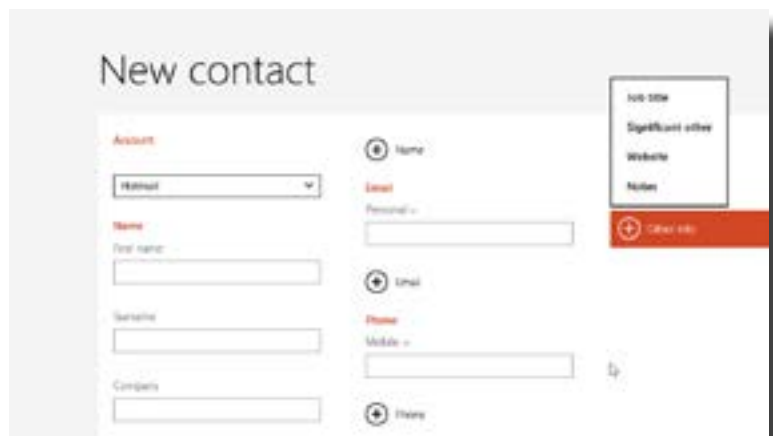 New contact
Account
Hotmail
Name
First name
Surname
Company
Name
Email
Personal
Email
Phone
Mobile
Phone
Job title
Significant other
Website
Notes
Other info